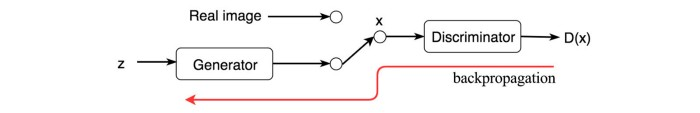 Real image
x
Discriminator
D(x)
z
Generator
backpropagation